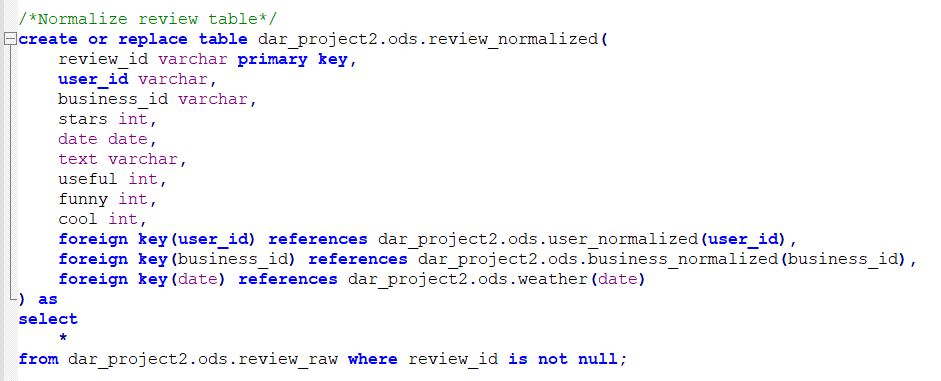 /*Normalize review table*/
create or replace table dar_project2.ods.review_normalized(
    review_id varchar primary key,
    user_id varchar,
    business_id varchar,
    stars int,
    date date,
    text varchar,
    useful int,
    funny int,
    cool int,
    foreign key(user_id) references dar_project2.ods.user_normalized(user_id),
    foreign key(business_id) references dar_project2.ods.business_normalized(business_id),
    foreign key(date) references dar_project2.ods.weather(date)
) as
select
    *
from dar_project2.ods.review_raw where review_id is not null;